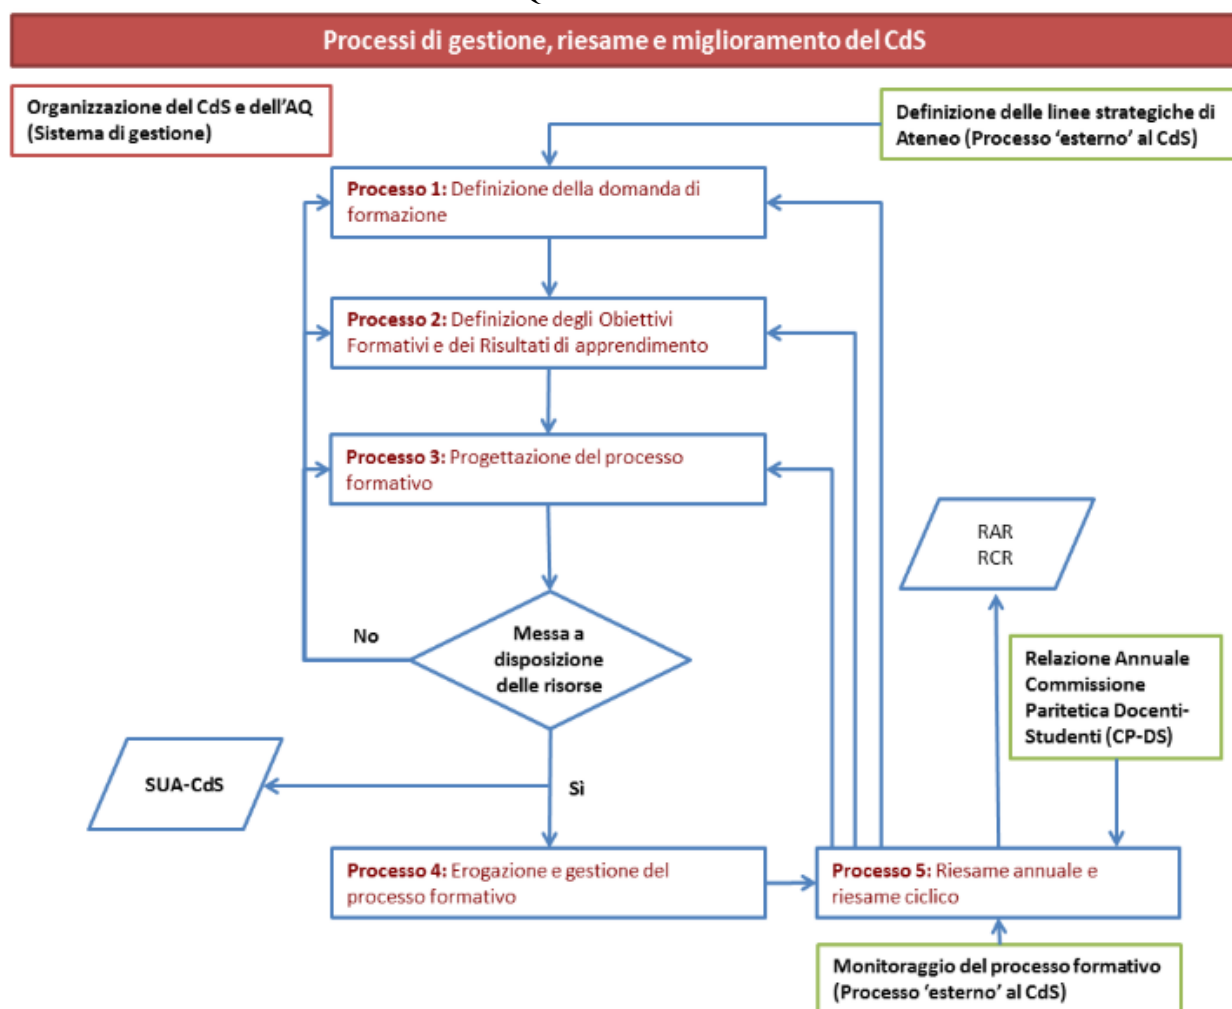 Processi di gestione, riesame e miglioramento del CdS
Organizzazione del CdS e dell'AQ
(Sistema di gestione)
Definizione delle linee strategiche di
Ateneo (Processo 'esterno' al CdS)
Processo 1: Definizione della domanda di
formazione
Processo 2: Definizione degli Obiettivi
Formativi e dei Risultati di apprendimento
Processo 3: Progettazione del processo
formativo
RAR
RCR
No
Messa a
disposizione
delle risorse
Relazione Annuale
Commissione
Paritetica Docenti-
Studenti (CP-DS)
SUA-CdS
Sì
Processo 4: Erogazione e gestione del
processo formativo
Processo 5: Riesame annuale e
riesame ciclico
Monitoraggio del processo formativo
(Processo 'esterno' al CdS)